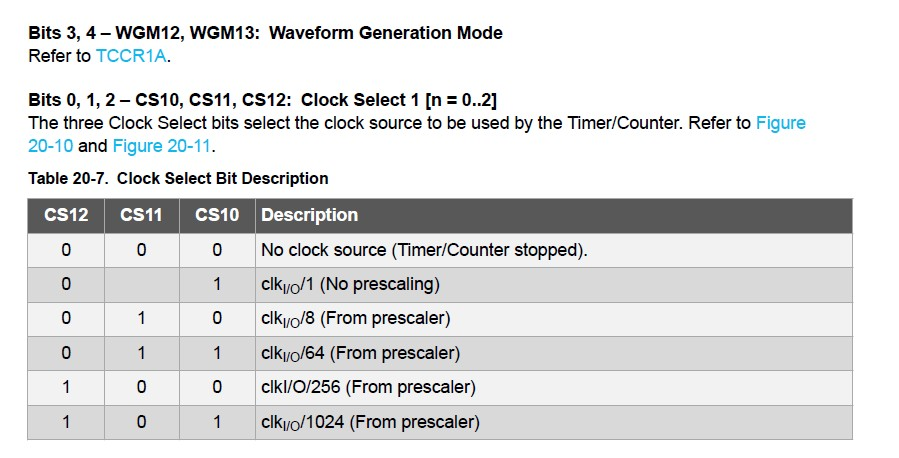 Bits 3, 4 – WGM12, WGM13: Waveform Generation Mode
Refer to TCCR1A.
Bits 0, 1, 2 – CS10, CS11, CS12: Clock Select 1 [n = 0..2]
The three Clock Select bits select the clock source to be used by the Timer/Counter. Refer to Figure
20-10 and Figure 20-11.
Table 20-7. Clock Select Bit Description
CS12 CS11 CS10 Description
0 0 0 No clock source (Timer/Counter stopped).
0 1 clkI/O/1 (No prescaling)
0 1 0 clkI/O/8 (From prescaler)
0 1 1 clkI/O/64 (From prescaler)
1 0 0 clkI/O/256 (From prescaler)
1 0 1 clkI/O/1024 (From prescaler)